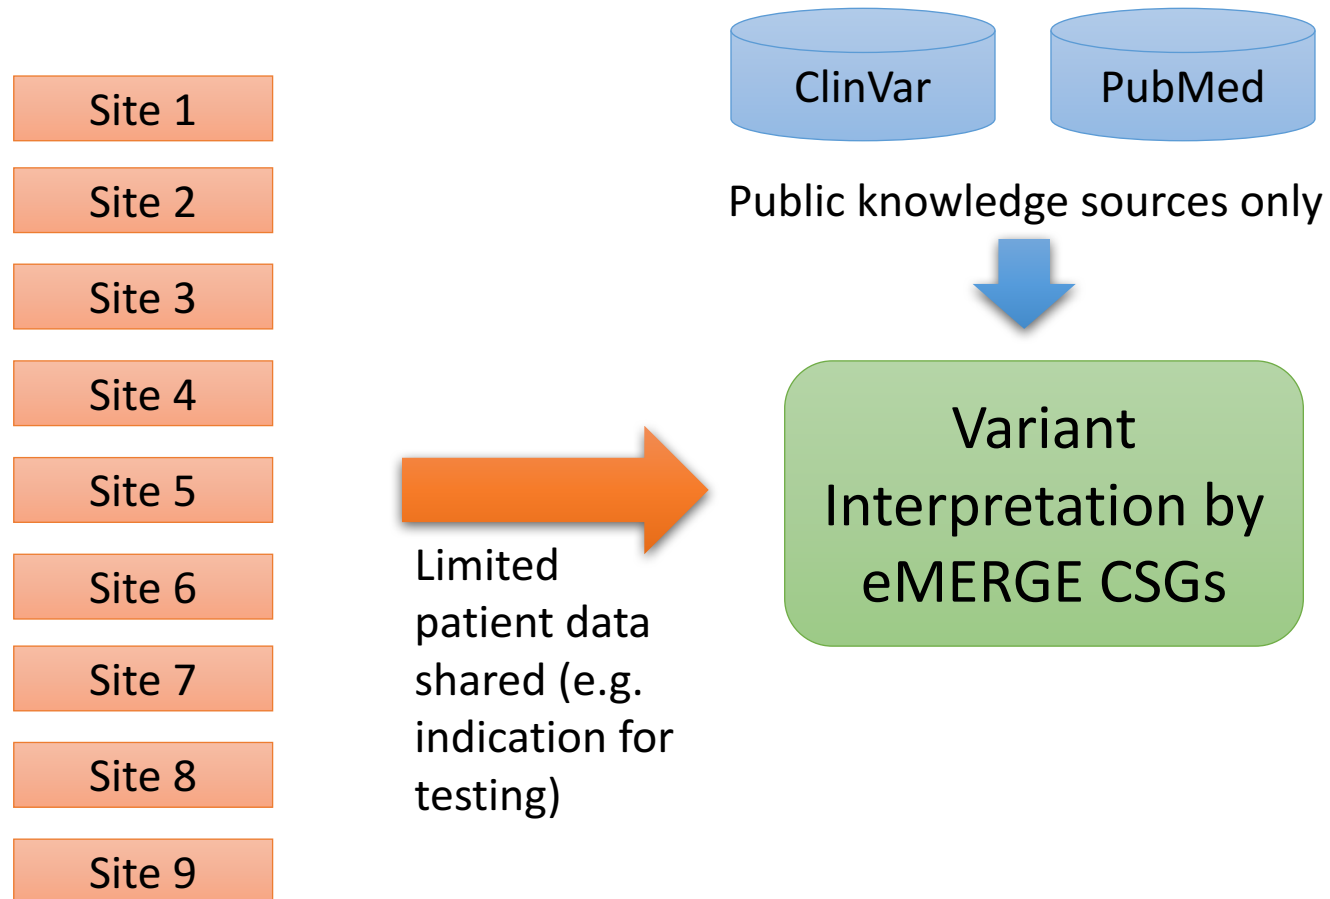 Site 1
Site 2
Site 3
Site 4
Site 5
Site 6
Site 7
Site 8
Site 9
Limited
patient data
shared (e.g.
indication for
testing)
ClinVar
PubMed
Public knowledge sources only
Variant
Interpretation by
eMERGE CSGs